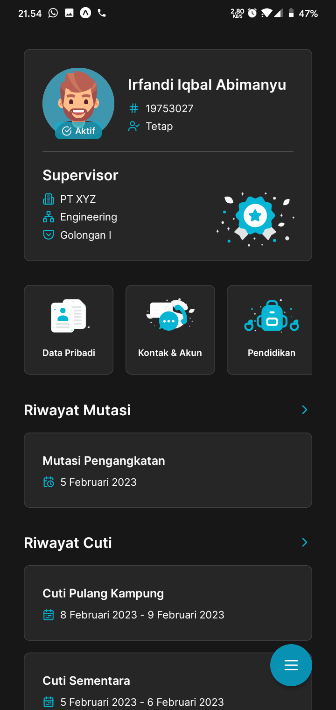 21.54
2,80
KB/S
47%
Irfandi Iqbal Abimanyu
19753027
Tetap
Aktif
Supervisor
PT XYZ
Engineering
Golongan I
Data Pribadi
Kontak & Akun
Pendidikan
Riwayat Mutasi
Mutasi Pengangkatan
5 Februari 2023
Riwayat Cuti
Cuti Pulang Kampung
8 Februari 2023 - 9 Februari 2023
Cuti Sementara
5 Februari 2023 - 6 Februari 2023